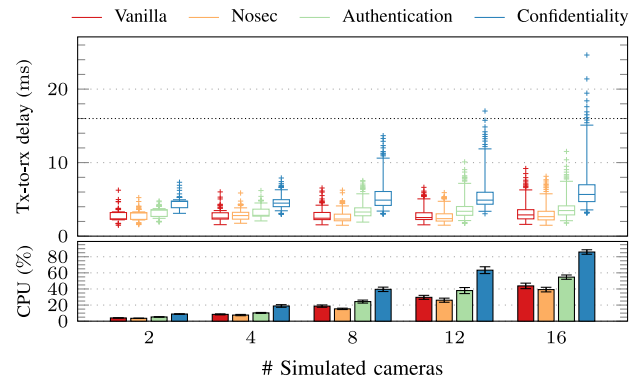 Vanilla Nosec Authentication Confidentiality
Tx-to-rx delay (ms)
20
10
0
CPU (%)
80
60
40
20
0
2 4 8 12 16
# Simulated cameras